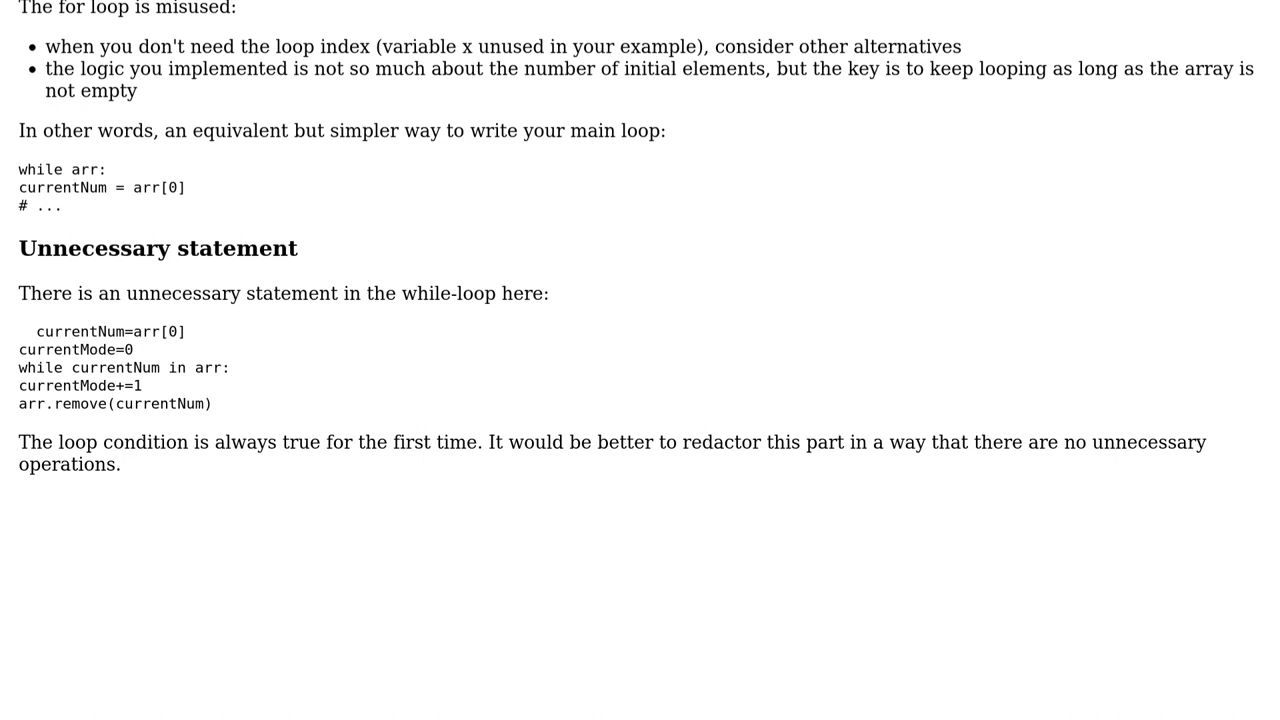 The for loop is misused:
when you don't need the loop index (variable x unused in your example), consider other alternatives
the logic you implemented is not so much about the number of initial elements, but the key is to keep looping as long as the array is
not empty
In other words, an equivalent but simpler way to write your main loop:
while arr:
currentNum = arr[0]
# ...
Unnecessary statement
There is an unnecessary statement in the while-loop here:
currentNum=arr[0]
currentMode=0
while currentNum in arr:
currentMode+=1
arr.remove(currentNum)
The loop condition is always true for the first time. It would be better to redactor this part in a way that there are no unnecessary
operations.